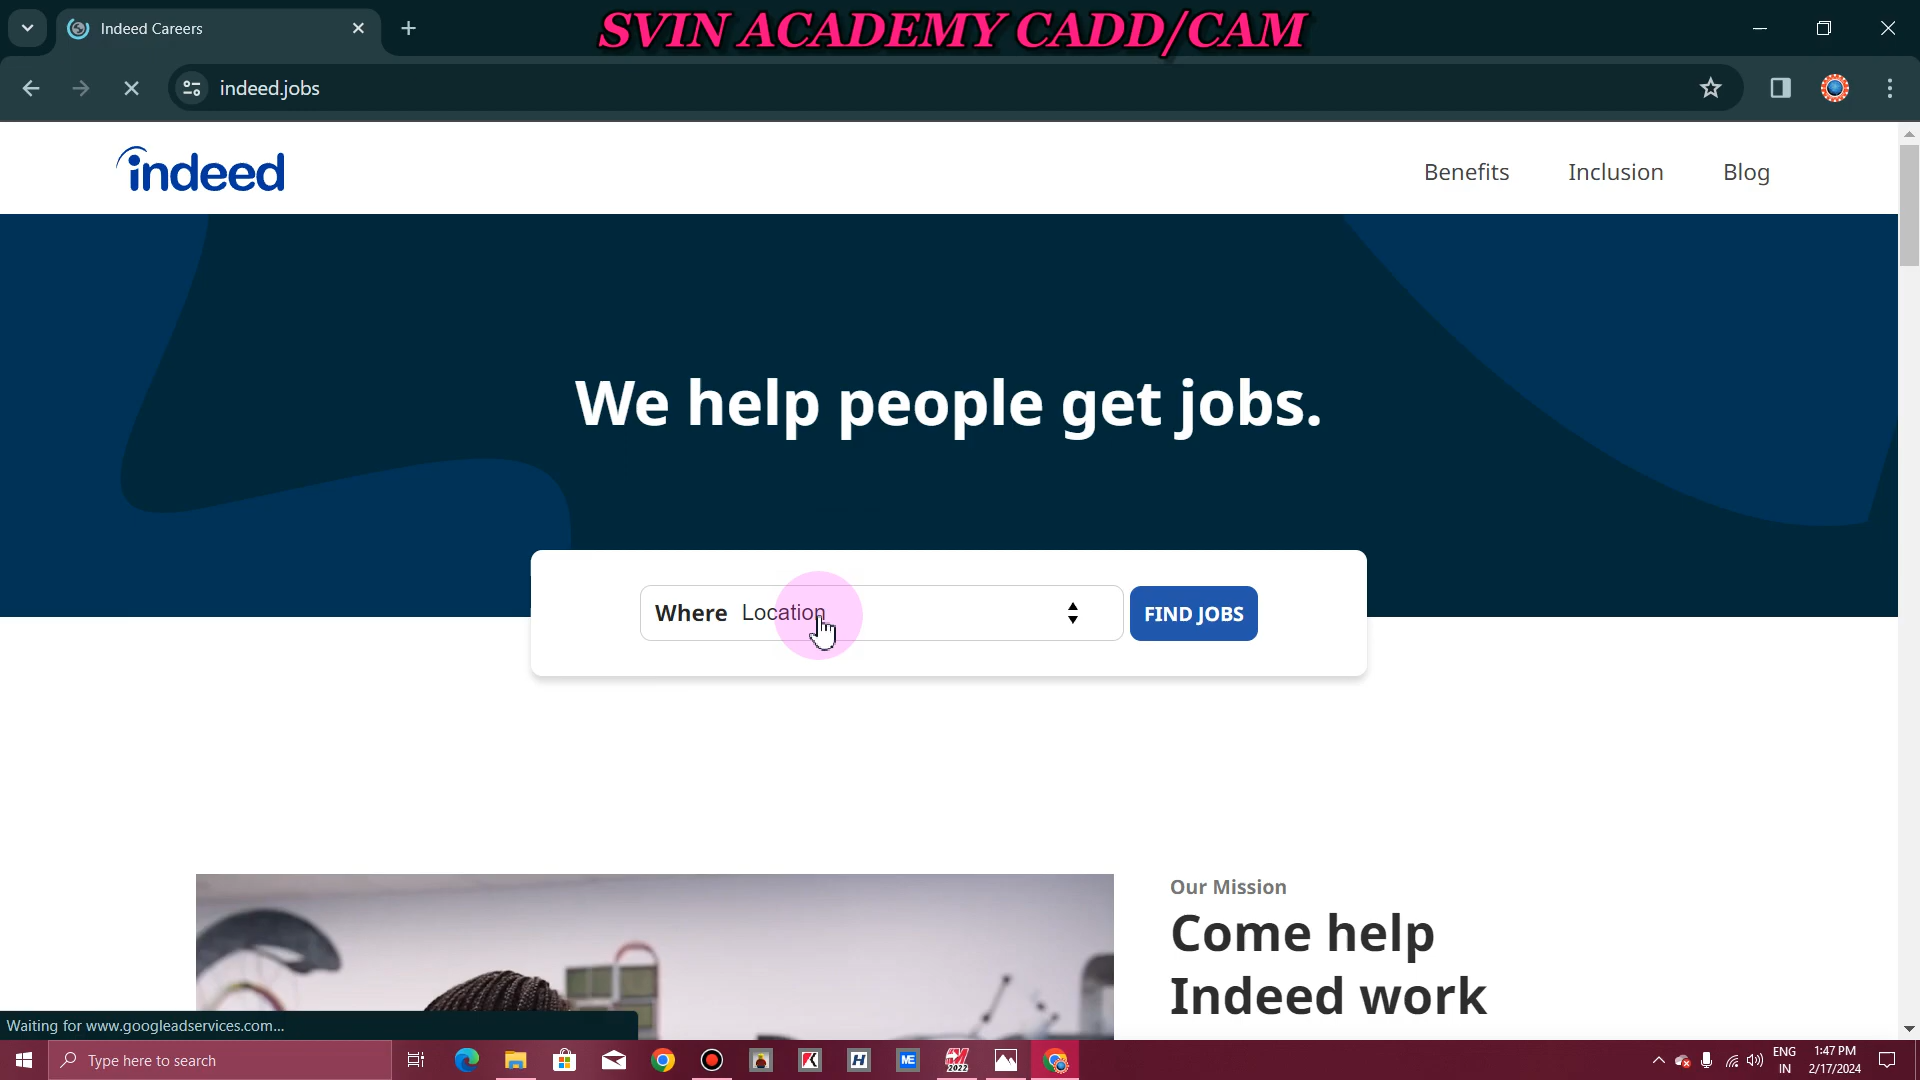 Indeed Careers
SVIN ACADEMY CADD/CAM
indeed.jobs
indeed
Benefits
Inclusion
Blog
We help people get jobs.
Where Location
FIND JOBS
Our Mission
Come help
Indeed work
Waiting for www.googleadservices.com...
Type here to search
K
H
ME
M
2022
ENG
IN
1:47 PM
2/17/2024